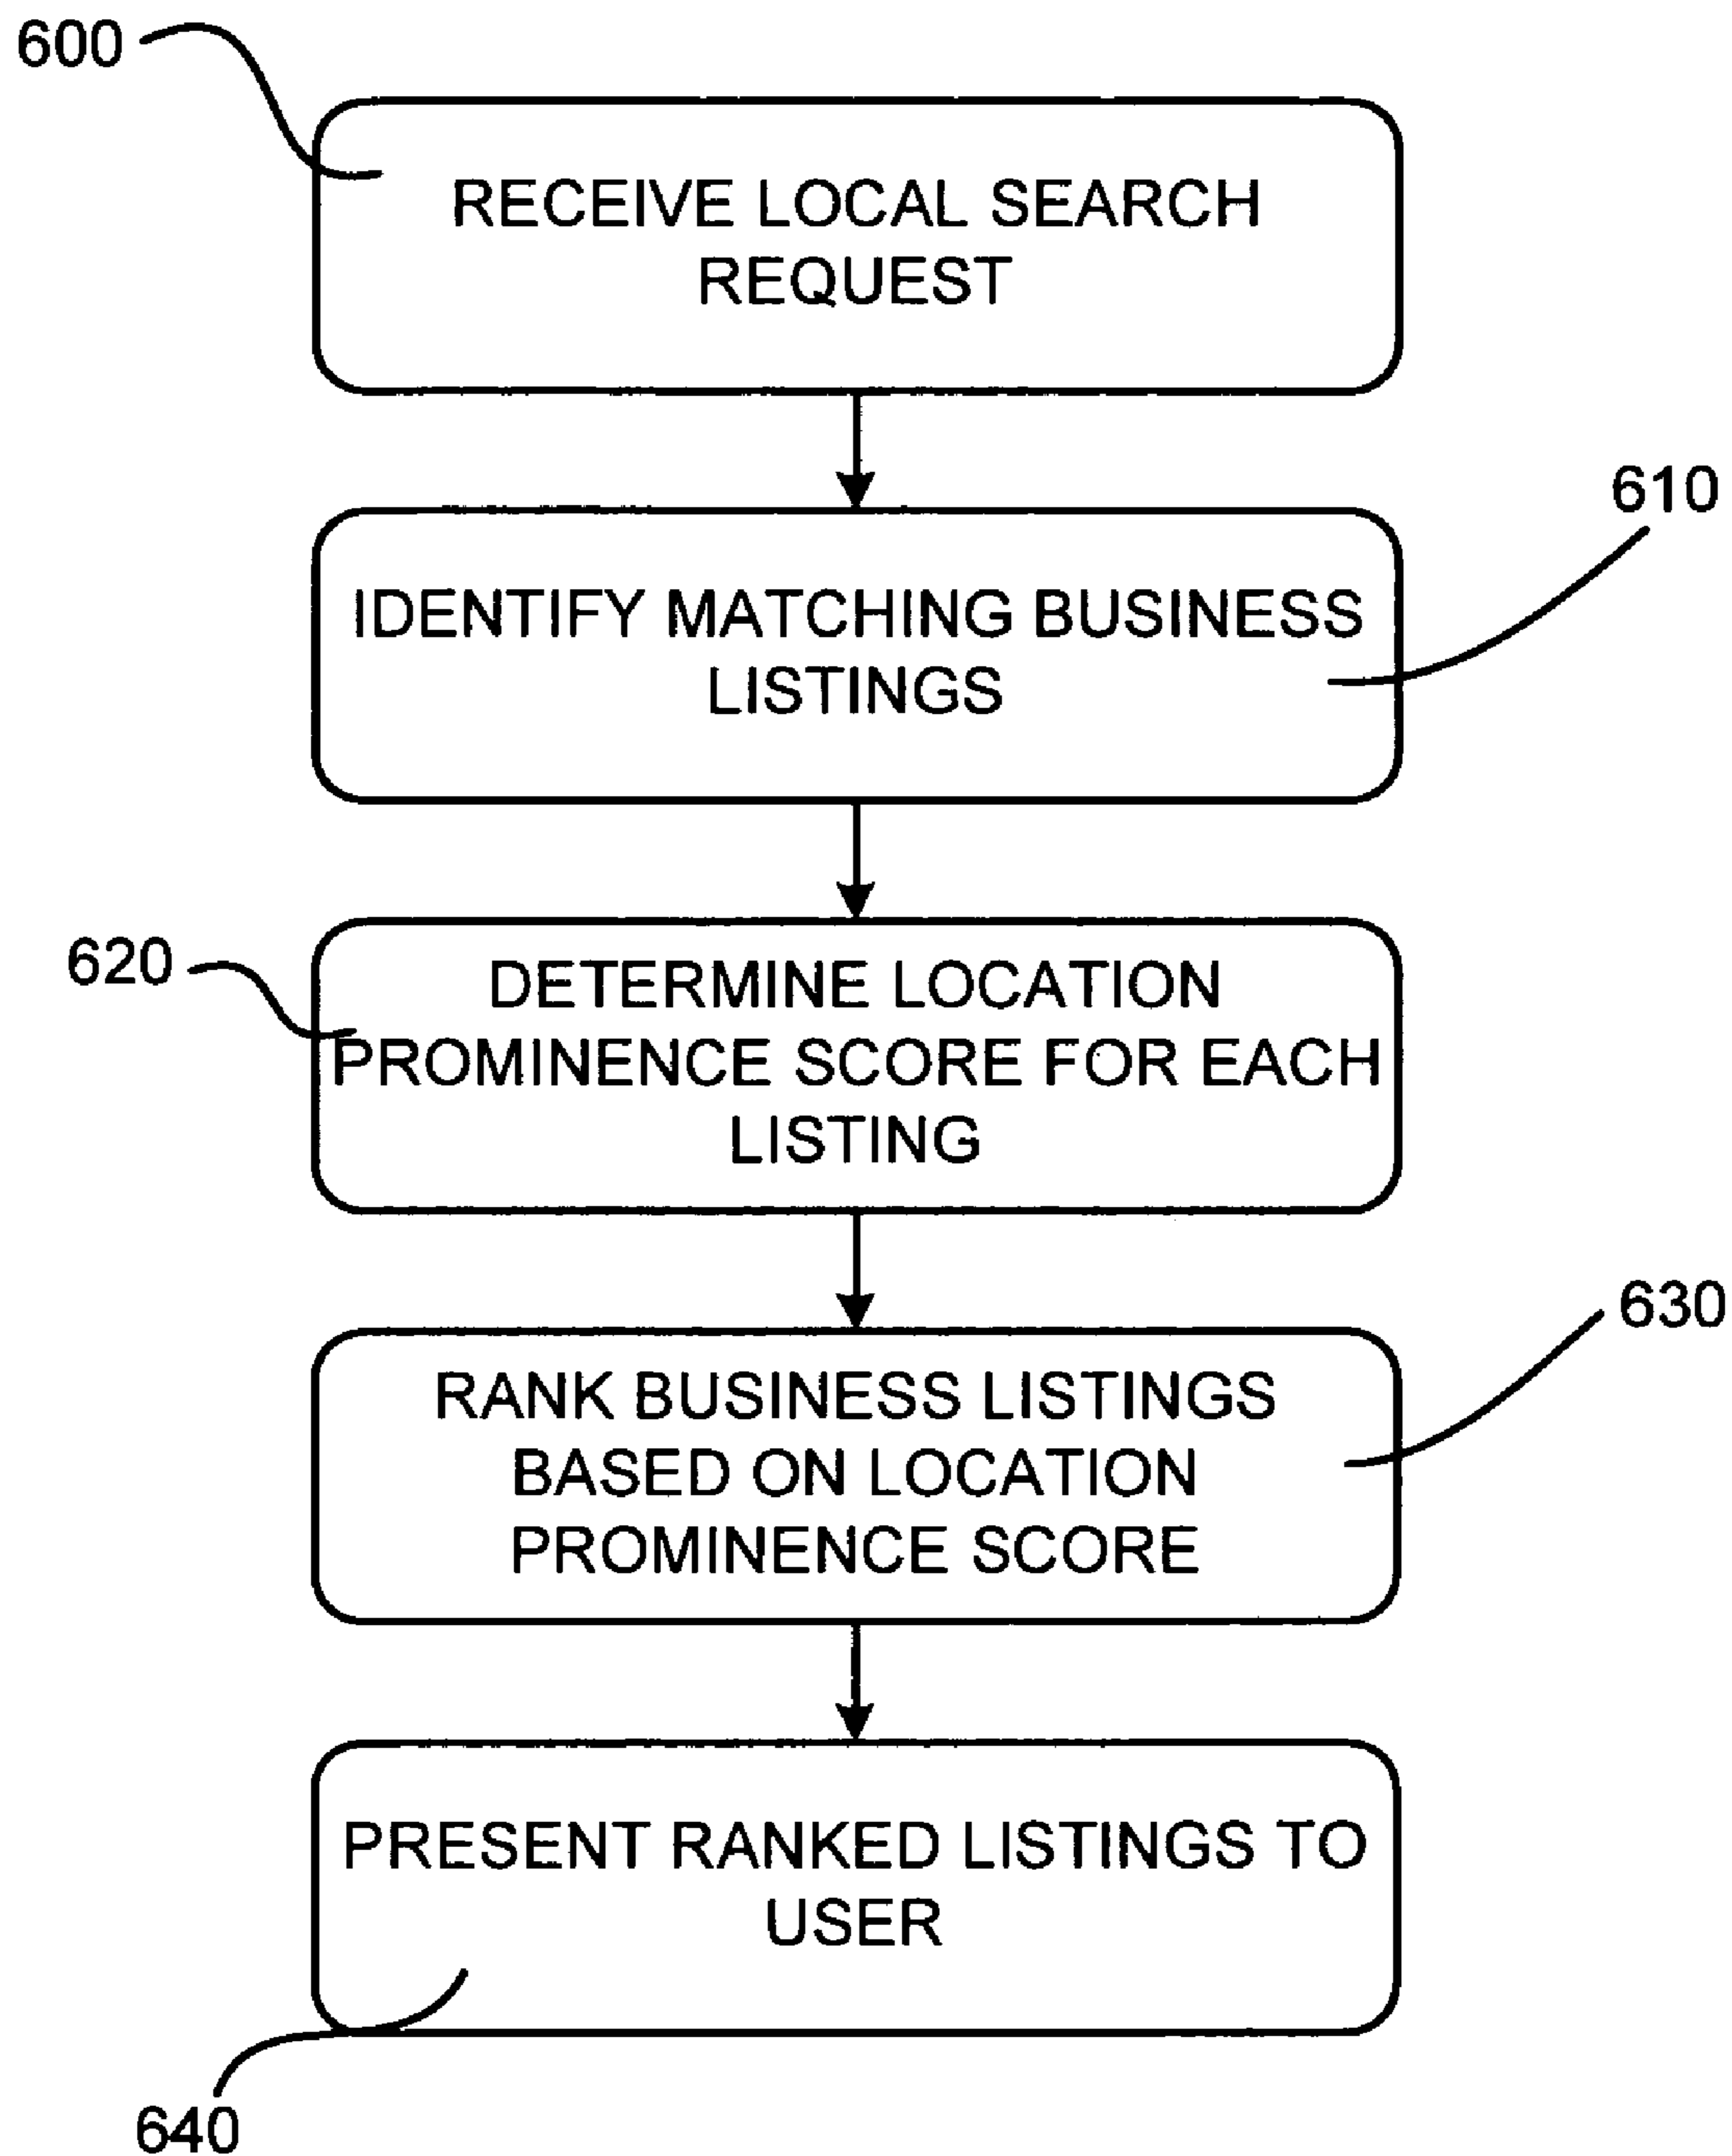 600
RECEIVE LOCAL SEARCH
REQUEST
610
IDENTIFY MATCHING BUSINESS
LISTINGS
620
DETERMINE LOCATION
PROMINENCE SCORE FOR EACH
LISTING
630
RANK BUSINESS LISTINGS
BASED ON LOCATION
PROMINENCE SCORE
PRESENT RANKED LISTINGS TO
USER
640